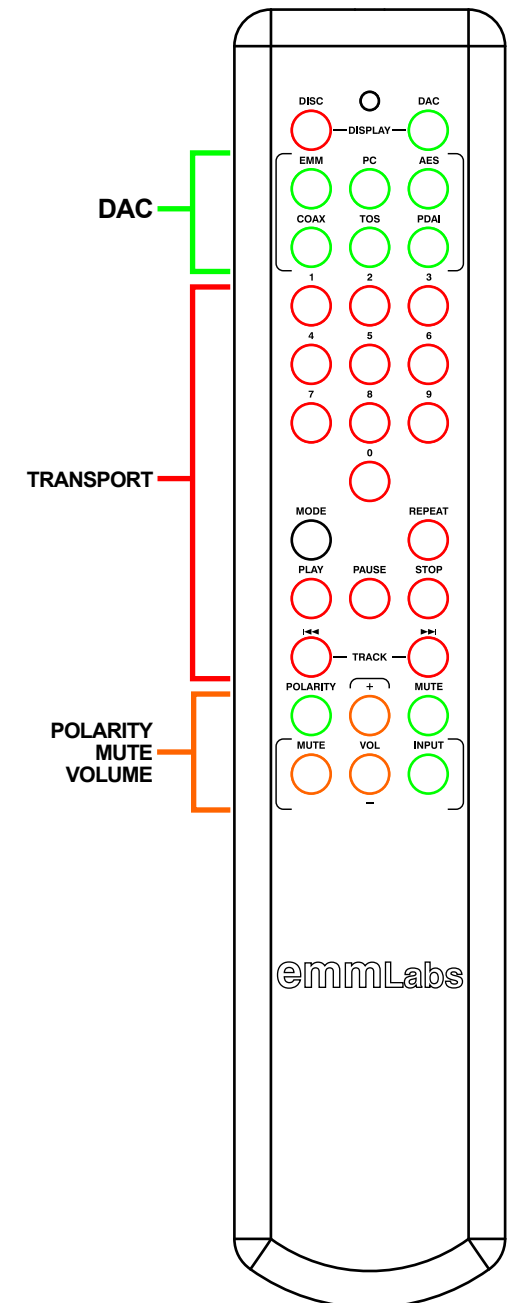 DISC DAC
DISPLAY
EMM PC AES
DAC
COAX TOS PDAI
1 2 3
4 5 6
7 8 9
TRANSPORT
0
MODE REPEAT
PLAY PAUSE STOP
TRACK
POLARITY + MUTE
POLARITY
MUTE
VOLUME
MUTE VOL INPUT
−
emmLabs